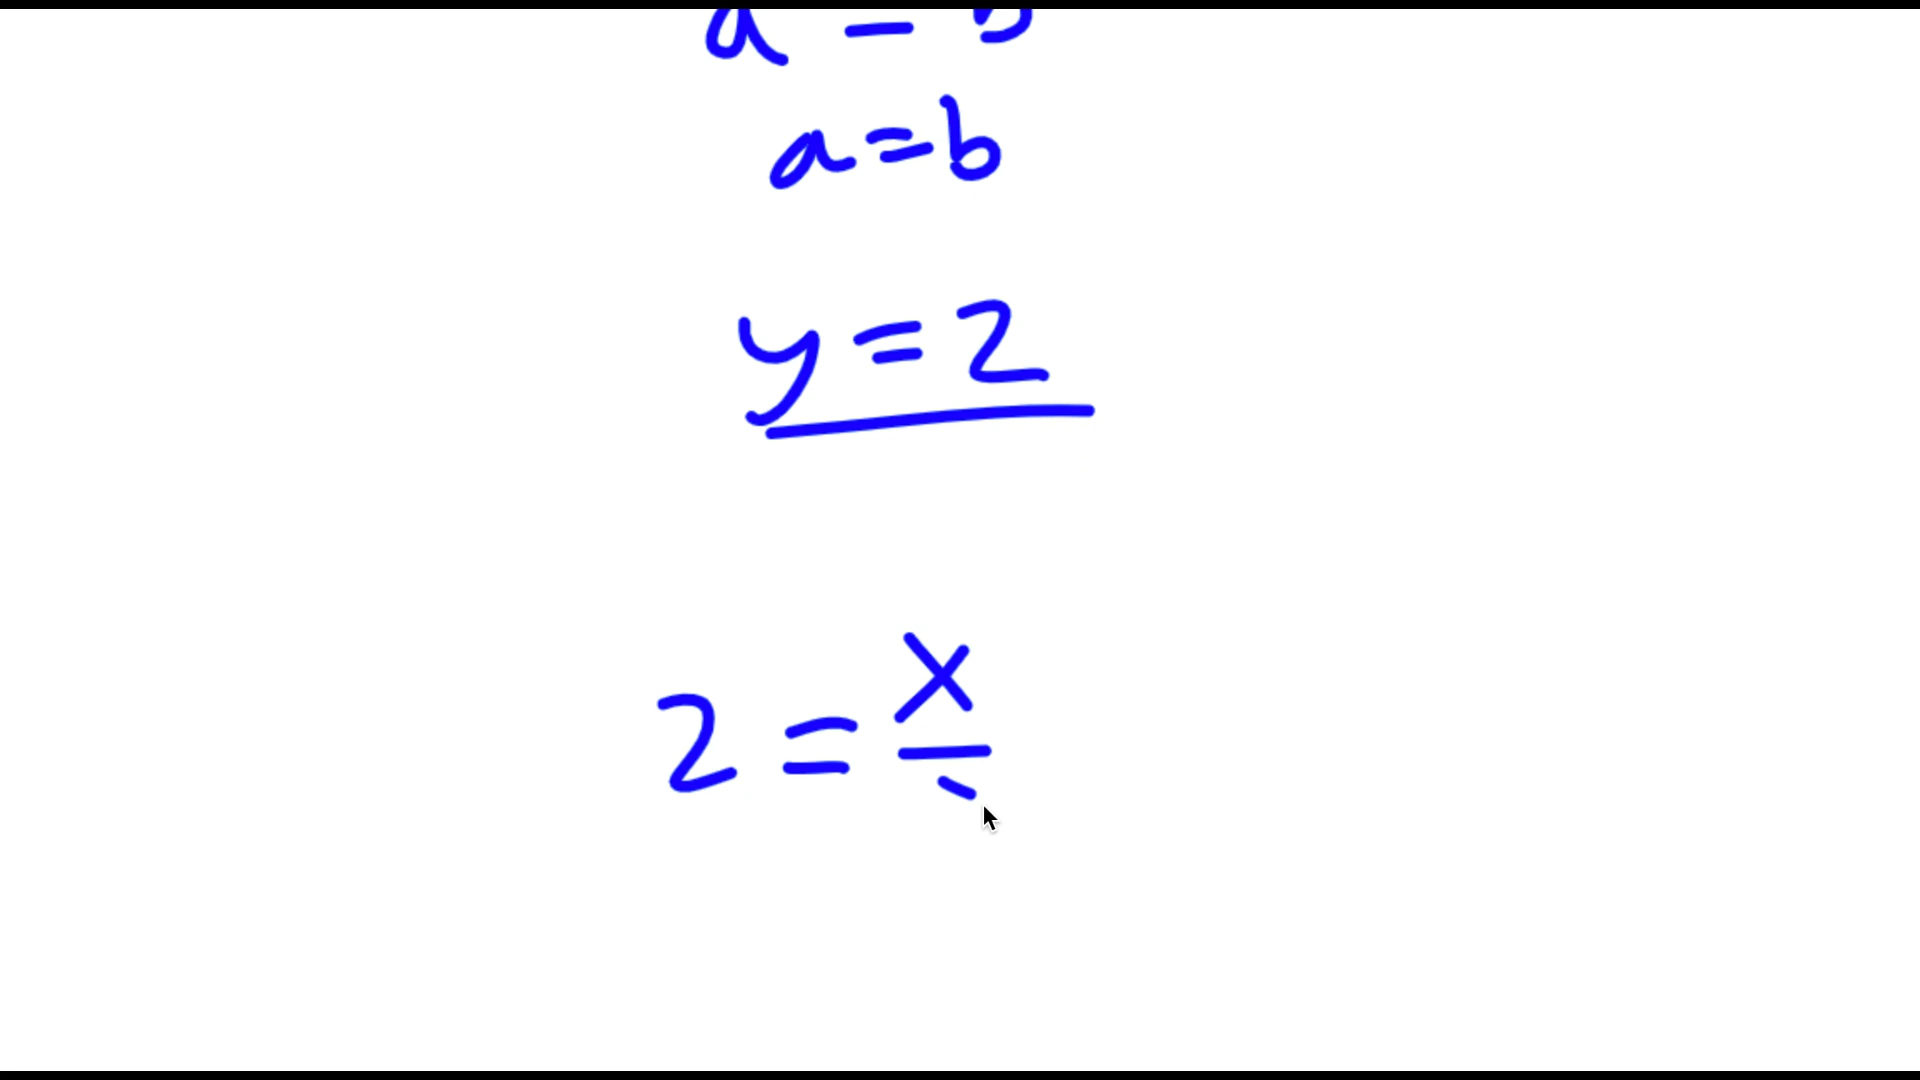 a =
a = b
y = 2
2 = x /